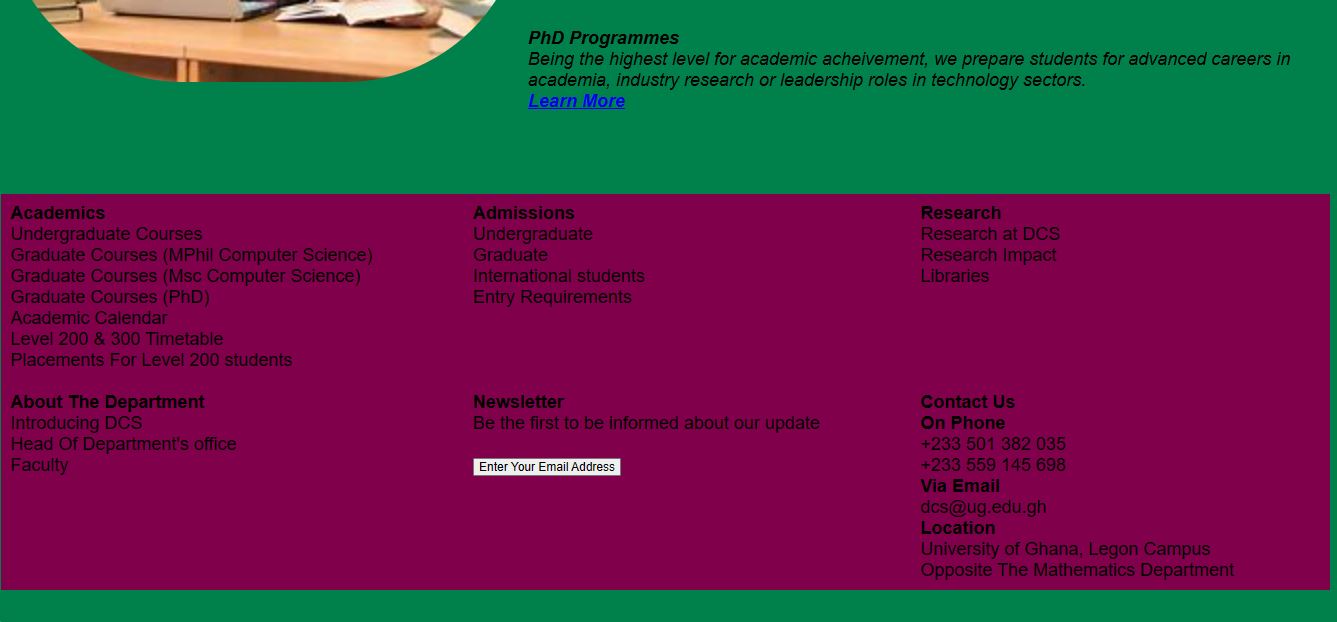 PhD Programmes
Being the highest level for academic acheivement, we prepare students for advanced careers in
academia, industry research or leadership roles in technology sectors.
Learn More
Academics
Undergraduate Courses
Graduate Courses (MPhil Computer Science)
Graduate Courses (Msc Computer Science)
Graduate Courses (PhD)
Academic Calendar
Level 200 & 300 Timetable
Placements For Level 200 students
Admissions
Undergraduate
Graduate
International students
Entry Requirements
Research
Research at DCS
Research Impact
Libraries
About The Department
Introducing DCS
Head Of Department's office
Faculty
Newsletter
Be the first to be informed about our update
Enter Your Email Address
Contact Us
On Phone
+233 501 382 035
+233 559 145 698
Via Email
dcs@ug.edu.gh
Location
University of Ghana, Legon Campus
Opposite The Mathematics Department